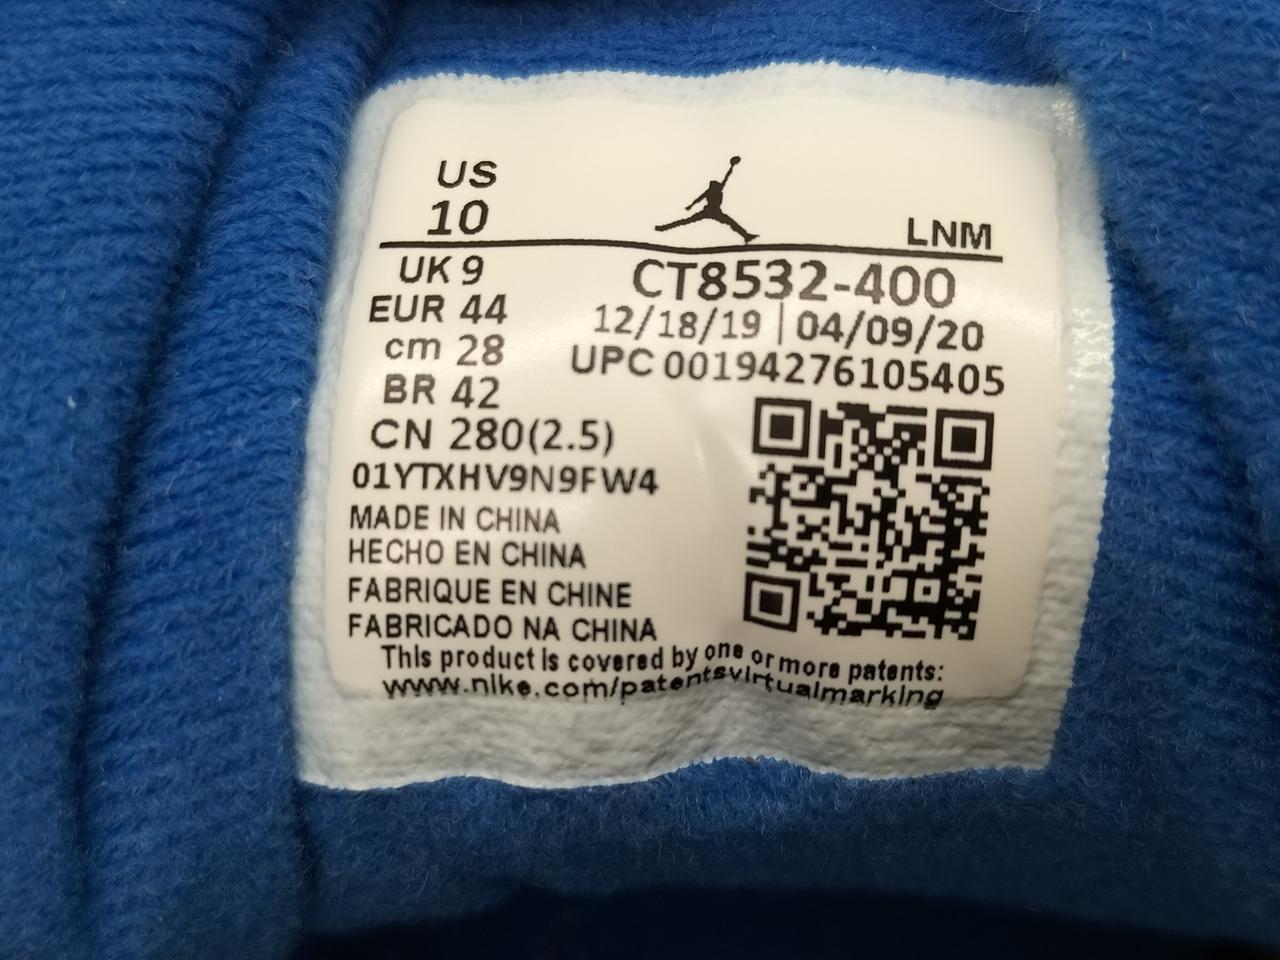 US
10
LNM
UK 9
EUR 44
cm 28
BR 42
CN 280(2.5)
CT8532-400
12/18/19 | 04/09/20
UPC 00194276105405
01YTXHV9N9FW4
MADE IN CHINA
HECHO EN CHINA
FABRIQUE EN CHINE
FABRICADO NA CHINA
This product is covered by one or more patents:
www.nike.com/patentsvirtualmarking